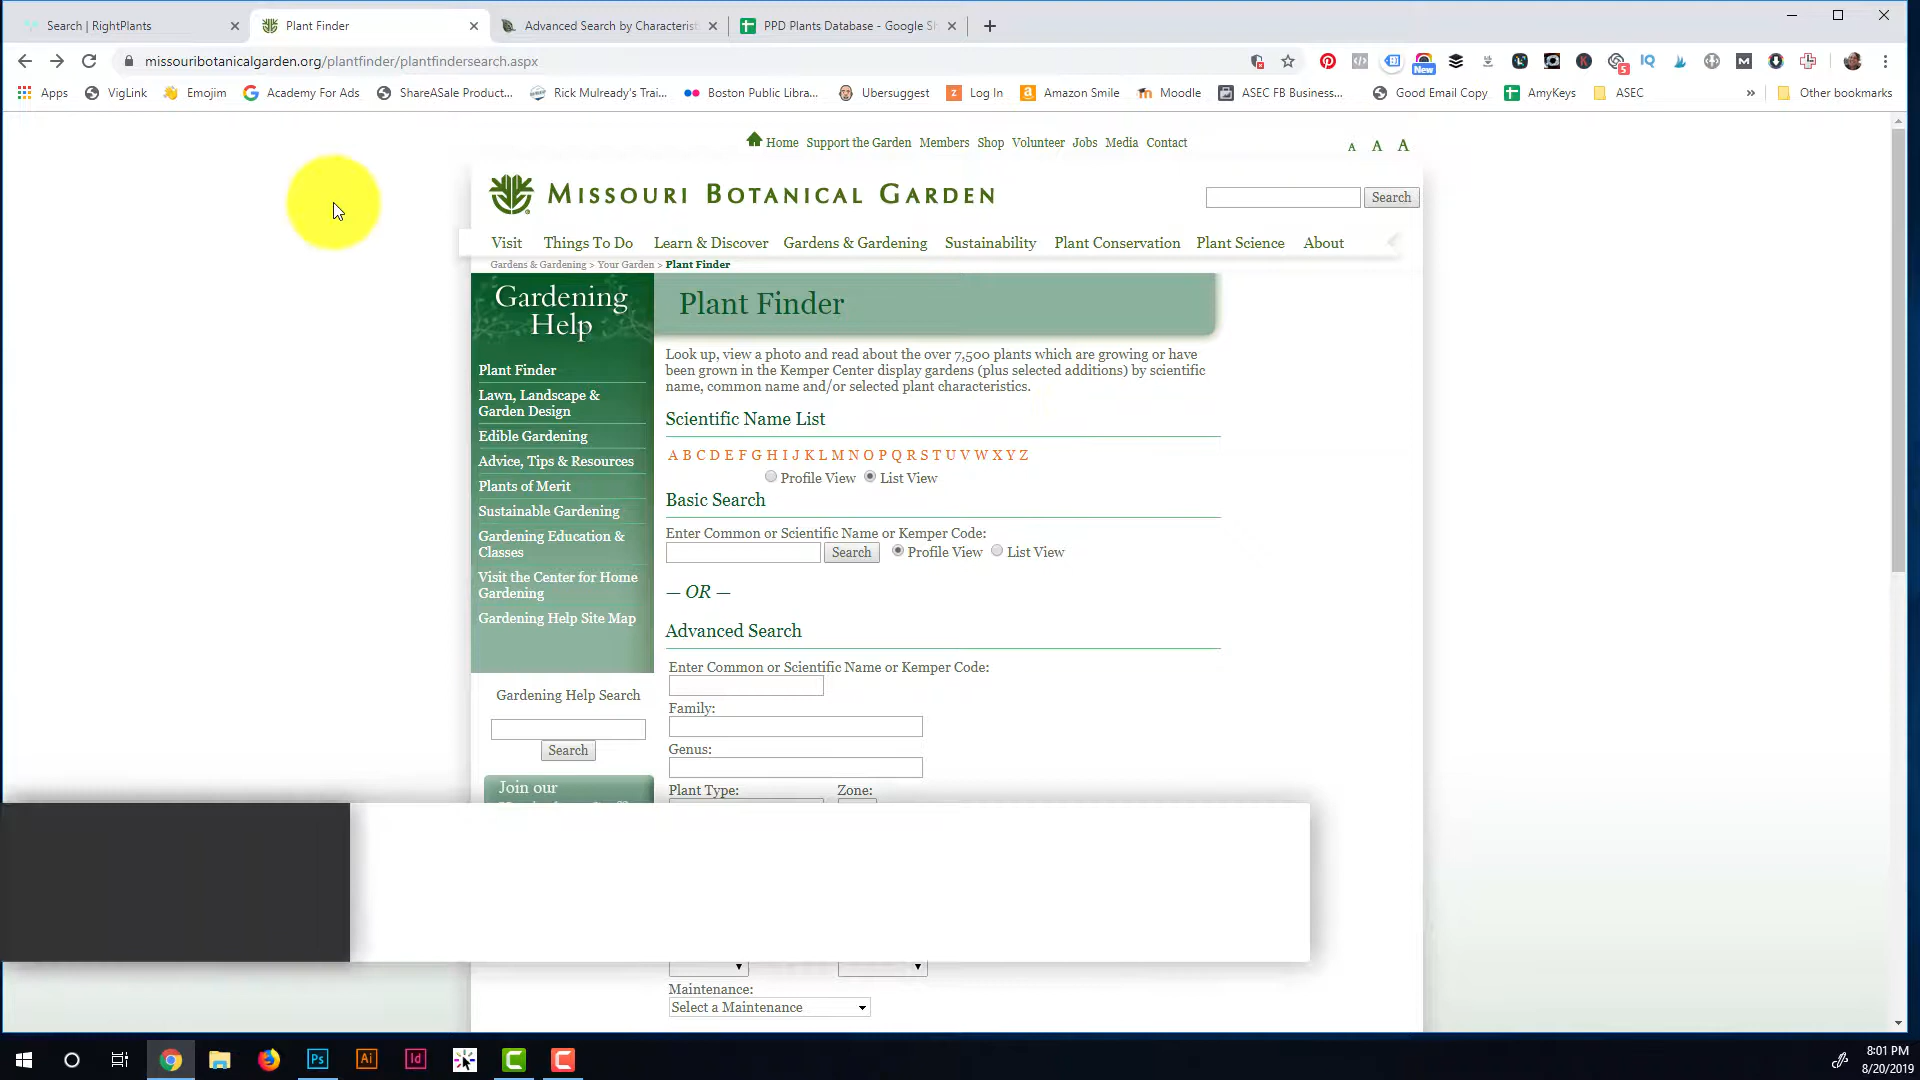 Search | RightPlants
Plant Finder
Advanced Search by Characterist
PPD Plants Database - Google Sh
missouribotanicalgarden.org/plantfinder/plantfindersearch.aspx
New
5
IQ
Apps
VigLink
Emojim
Academy For Ads
ShareASale Product...
Rick Mulready's Trai...
Boston Public Libra...
Ubersuggest
Log In
Amazon Smile
Moodle
ASEC FB Business...
Good Email Copy
AmyKeys
ASEC
»
Other bookmarks
Home Support the Garden Members Shop Volunteer Jobs Media Contact
A A A
MISSOURI BOTANICAL GARDEN
Search
Visit Things To Do Learn & Discover Gardens & Gardening Sustainability Plant Conservation Plant Science About
Gardens & Gardening > Your Garden > Plant Finder
Gardening
Help
Plant Finder
Lawn, Landscape &
Garden Design
Edible Gardening
Advice, Tips & Resources
Plants of Merit
Sustainable Gardening
Gardening Education &
Classes
Visit the Center for Home
Gardening
Gardening Help Site Map
Gardening Help Search
Search
Join our
Plant Finder
Look up, view a photo and read about the over 7,500 plants which are growing or have
been grown in the Kemper Center display gardens (plus selected additions) by scientific
name, common name and/or selected plant characteristics.
Scientific Name List
A B C D E F G H I J K L M N O P Q R S T U V W X Y Z
Profile View List View
Basic Search
Enter Common or Scientific Name or Kemper Code:
Search Profile View List View
— OR —
Advanced Search
Enter Common or Scientific Name or Kemper Code:
Family:
Genus:
Plant Type: Zone:
Maintenance:
Select a Maintenance
Ps
Ai
Id
8:01 PM
8/20/2019